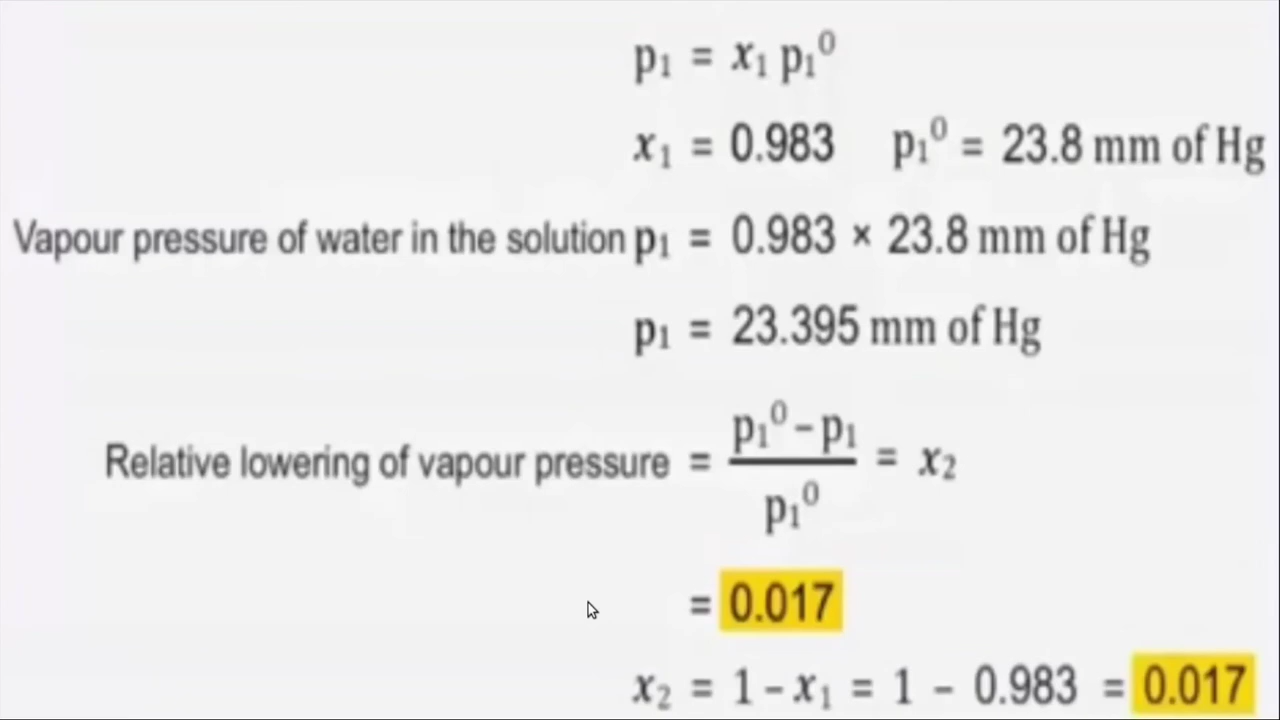 p₁ = x₁ p₁⁰
x₁ = 0.983 p₁⁰ = 23.8 mm of Hg
Vapour pressure of water in the solution p₁ = 0.983 × 23.8 mm of Hg
p₁ = 23.395 mm of Hg
Relative lowering of vapour pressure = (p₁⁰ – p₁) / p₁⁰ = x₂
= 0.017
x₂ = 1 – x₁ = 1 – 0.983 = 0.017